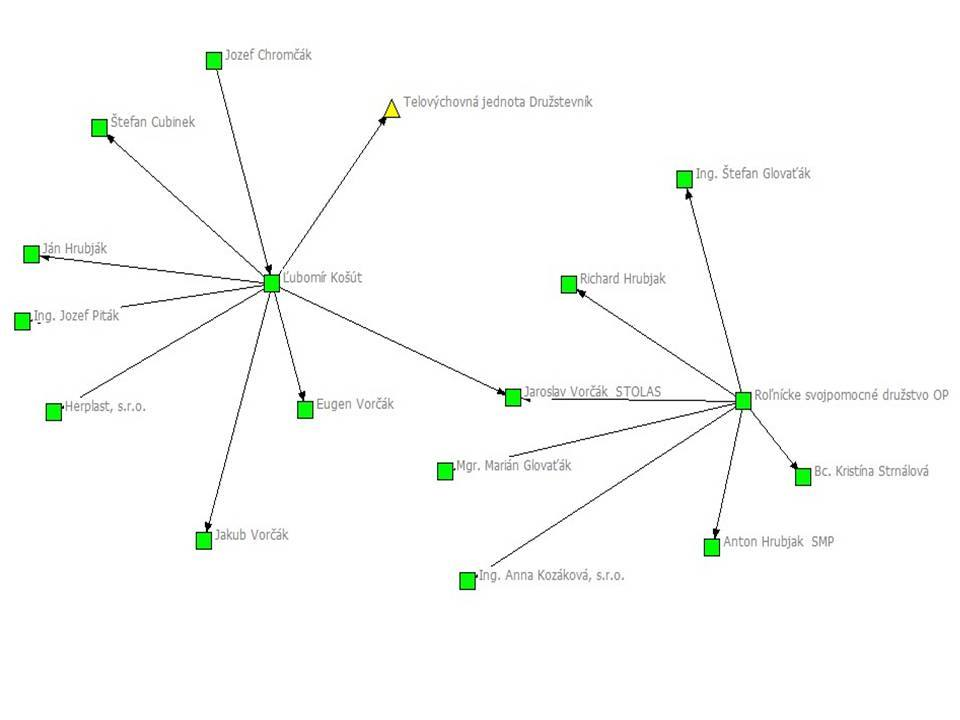 Jozef Chromčák
Telovýchovná jednota Družstevník
Štefan Cubinek
Ing. Štefan Glovaťák
Ján Hrubják
Ľubomír Košút
Richard Hrubjak
Ing. Jozef Piták
Jaroslav Vorčák STOLAS
Roľnícke svojpomocné družstvo OP
Herplast, s.r.o.
Eugen Vorčák
Mgr. Marián Glovaťák
Bc. Kristína Strnálová
Jakub Vorčák
Anton Hrubjak SMP
Ing. Anna Kozáková, s.r.o.